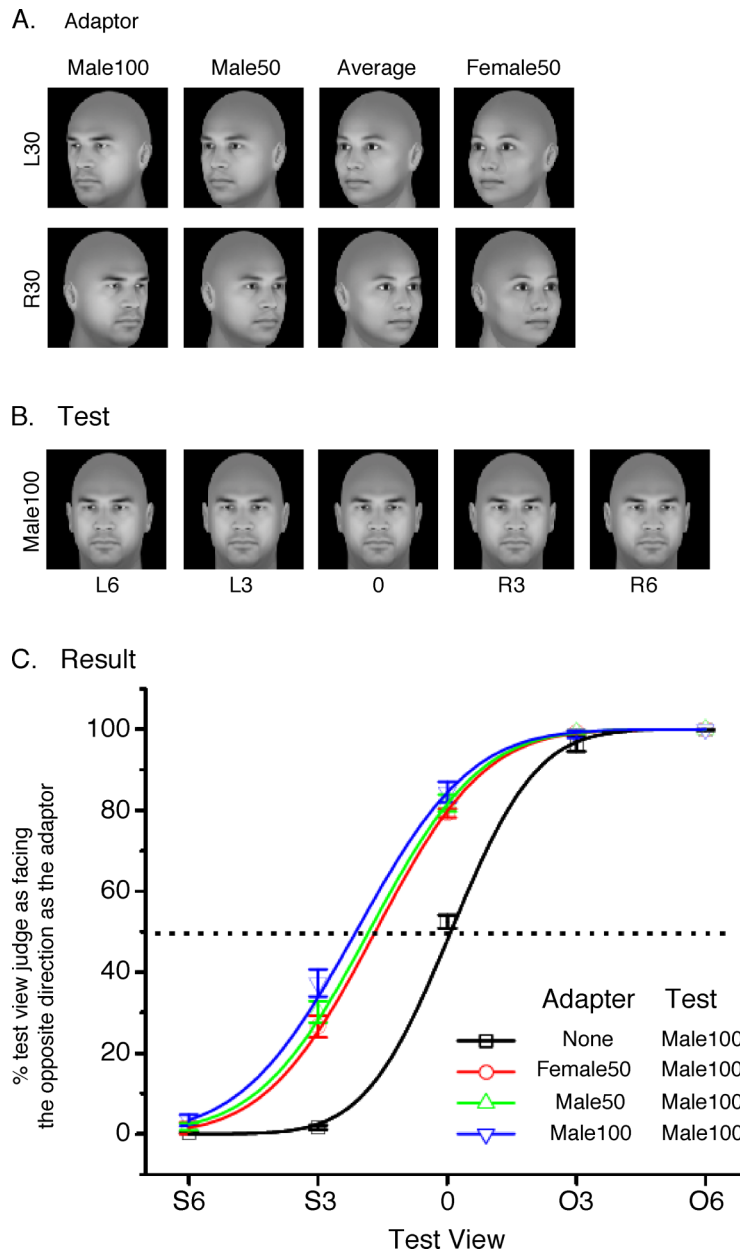 A. Adaptor
Male100 Male50 Average Female50
L30
R30
B. Test
Male100
L6 L3 0 R3 R6
C. Result
% test view judge as facing
the opposite direction as the adaptor
100
80
60
40
20
0
Adapter Test
None Male100
Female50 Male100
Male50 Male100
Male100 Male100
S6 S3 0 O3 O6
Test View